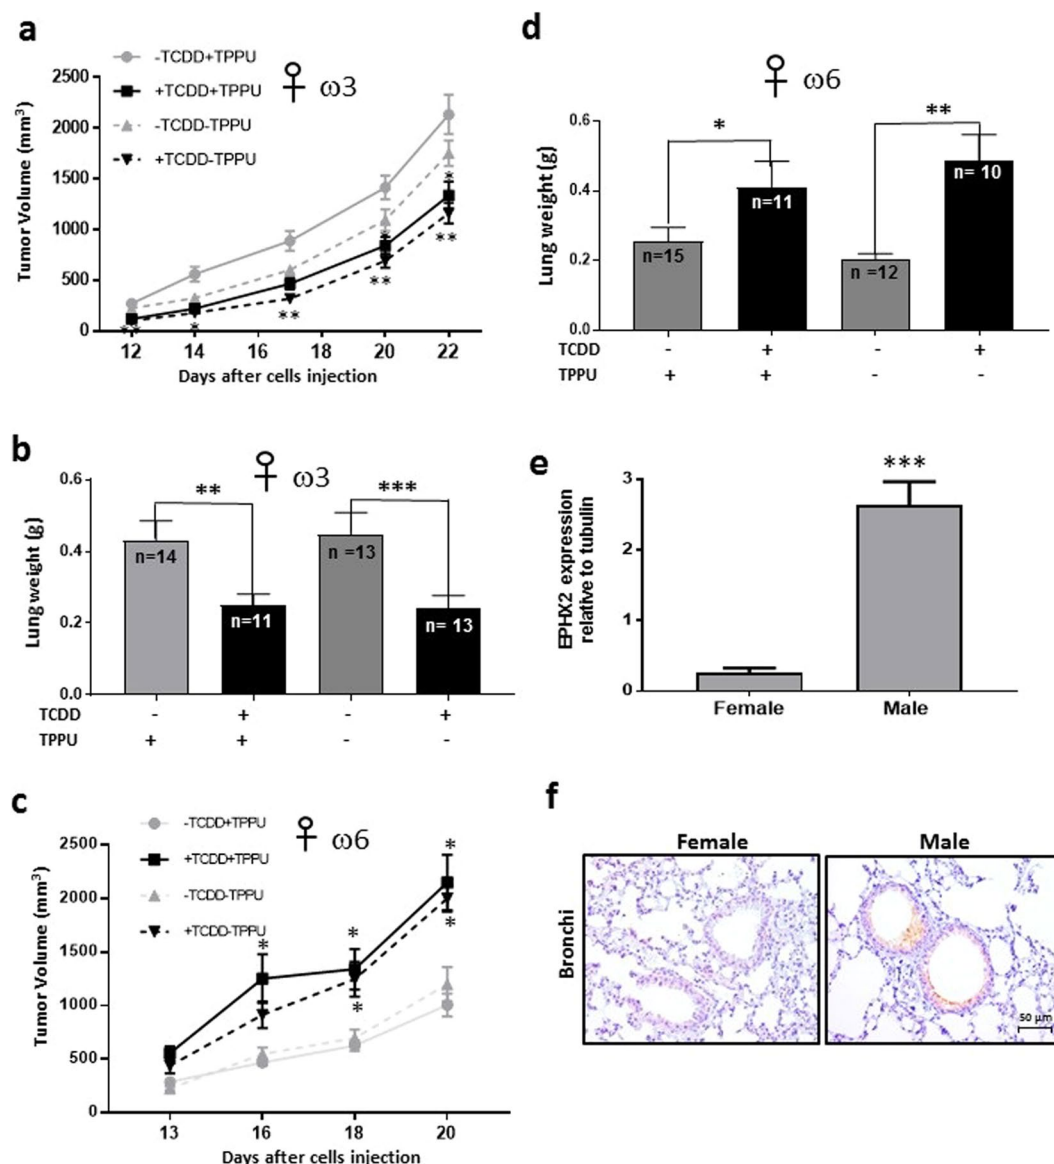 a
-TCDD+TPPU
+TCDD+TPPU
-TCDD-TPPU
+TCDD-TPPU
♀ ω3
Tumor Volume (mm³)
2500
2000
1500
1000
500
0
*
**
**
**
*
**
12 14 16 18 20 22
Days after cells injection
b
♀ ω3
Lung weight (g)
0.6
0.4
0.2
0.0
** ***
n=14 n=11 n =13 n= 13
TCDD - + - +
TPPU + + - -
c
-TCDD+TPPU
+TCDD+TPPU
-TCDD-TPPU
+TCDD-TPPU
♀ ω6
Tumor Volume (mm³)
2500
2000
1500
1000
500
0
* * *
* *
13 16 18 20
Days after cells injection
d
♀ ω6
Lung weight (g)
0.6
0.4
0.2
0.0
* **
n=15 n=11 n =12 n= 10
TCDD - + - +
TPPU + + - -
e
EPHX2 expression
relative to tubulin
3
2
1
0
***
Female Male
f
Female Male
Bronchi
50 µm